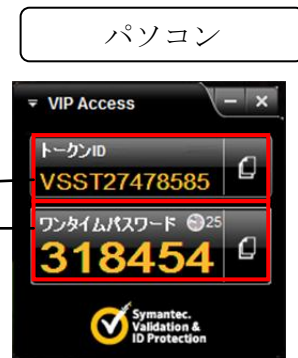 パソコン
VIP Access
トークンID
VSST27478585
ワンタイムパスワード 25
318454
Symantec.
Validation &
ID Protection